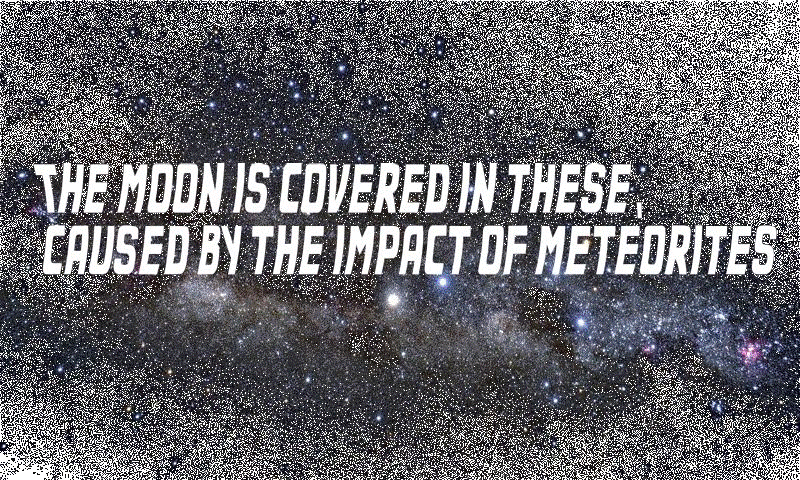 THE MOON IS COVERED IN THESE,
CAUSED BY THE IMPACT OF METEORITES